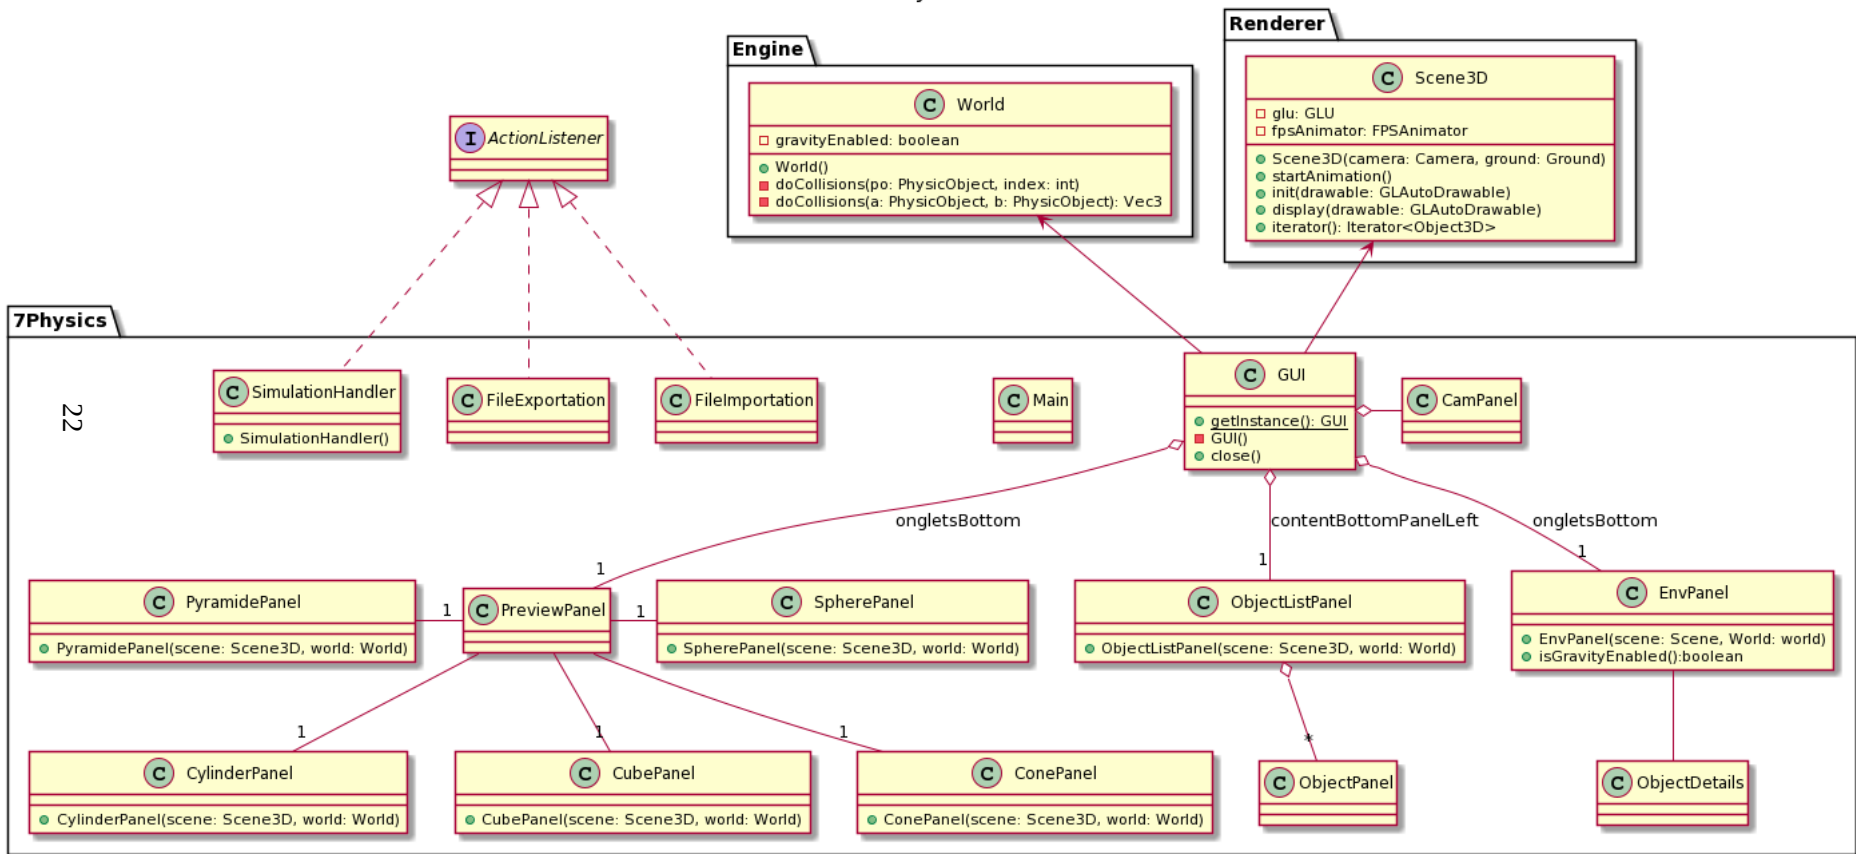 Renderer
C Scene3D
glu: GLU
fpsAnimator: FPSAnimator
Scene3D(camera: Camera, ground: Ground)
startAnimation()
init(drawable: GLAutoDrawable)
display(drawable: GLAutoDrawable)
iterator(): Iterator<Object3D>
Engine
C World
gravityEnabled: boolean
World()
doCollisions(po: PhysicObject, index: int)
doCollisions(a: PhysicObject, b: PhysicObject): Vec3
I ActionListener
7Physics
22
C SimulationHandler
SimulationHandler()
C FileExportation
C FileImportation
C Main
C GUI
getInstance(): GUI
GUI()
close()
C CamPanel
ongletsBottom
contentBottomPanelLeft
ongletsBottom
1
1
1
C PyramidePanel
PyramidePanel(scene: Scene3D, world: World)
1
C PreviewPanel
1
C SpherePanel
SpherePanel(scene: Scene3D, world: World)
C ObjectListPanel
ObjectListPanel(scene: Scene3D, world: World)
C EnvPanel
EnvPanel(scene: Scene, World: world)
isGravityEnabled():boolean
1
1
1
*
C CylinderPanel
CylinderPanel(scene: Scene3D, world: World)
C CubePanel
CubePanel(scene: Scene3D, world: World)
C ConePanel
ConePanel(scene: Scene3D, world: World)
C ObjectPanel
C ObjectDetails